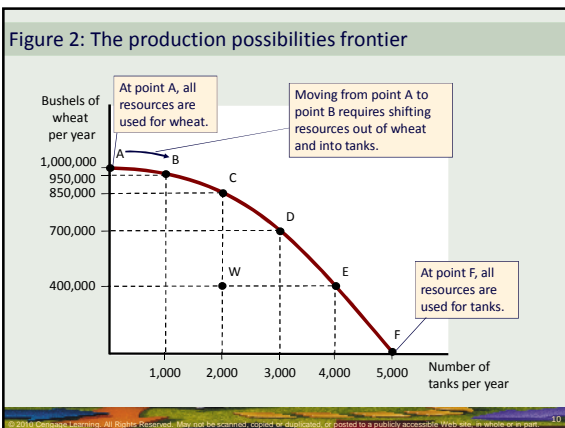 Figure 2: The production possibilities frontier
At point A, all
resources are
used for wheat.
Moving from point A to
point B requires shifting
resources out of wheat
and into tanks.
Bushels of
wheat
per year
A
B
C
D
W
E
F
1,000,000
950,000
850,000
700,000
400,000
At point F, all
resources are
used for tanks.
1,000 2,000 3,000 4,000 5,000
Number of
tanks per year
© 2010 Cengage Learning. All Rights Reserved. May not be scanned, copied or duplicated, or posted to a publicly accessible Web site, in whole or in part.
10